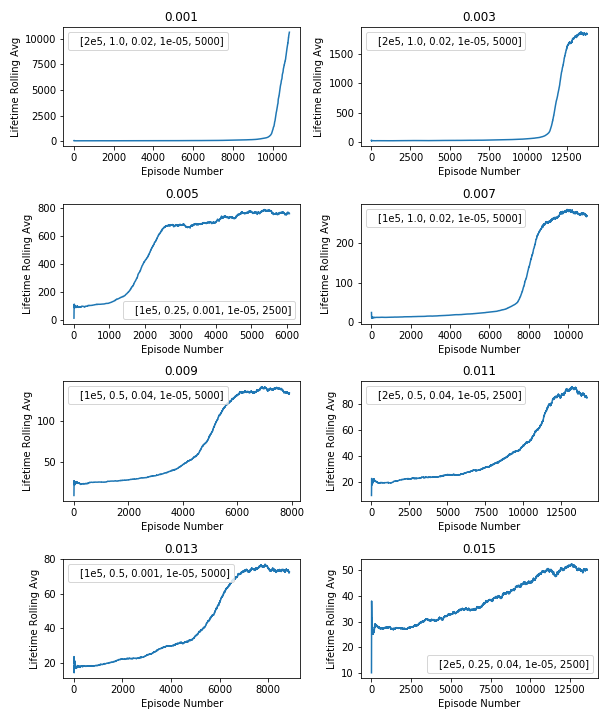 0.001
Lifetime Rolling Avg
10000
7500
5000
2500
0
[2e5, 1.0, 0.02, 1e-05, 5000]
0 2000 4000 6000 8000 10000
Episode Number
0.003
Lifetime Rolling Avg
1500
1000
500
0
[2e5, 1.0, 0.02, 1e-05, 5000]
0 2500 5000 7500 10000 12500
Episode Number
0.005
Lifetime Rolling Avg
800
600
400
200
0
[1e5, 0.25, 0.001, 1e-05, 2500]
0 1000 2000 3000 4000 5000 6000
Episode Number
0.007
Lifetime Rolling Avg
200
100
0
[1e5, 1.0, 0.02, 1e-05, 5000]
0 2000 4000 6000 8000 10000
Episode Number
0.009
Lifetime Rolling Avg
100
50
[1e5, 0.5, 0.04, 1e-05, 5000]
0 2000 4000 6000 8000
Episode Number
0.011
Lifetime Rolling Avg
80
60
40
20
[2e5, 0.5, 0.04, 1e-05, 2500]
0 2500 5000 7500 10000 12500
Episode Number
0.013
Lifetime Rolling Avg
80
60
40
20
[1e5, 0.5, 0.001, 1e-05, 5000]
0 2000 4000 6000 8000
Episode Number
0.015
Lifetime Rolling Avg
50
40
30
20
10
[2e5, 0.25, 0.04, 1e-05, 2500]
0 2500 5000 7500 10000 12500
Episode Number